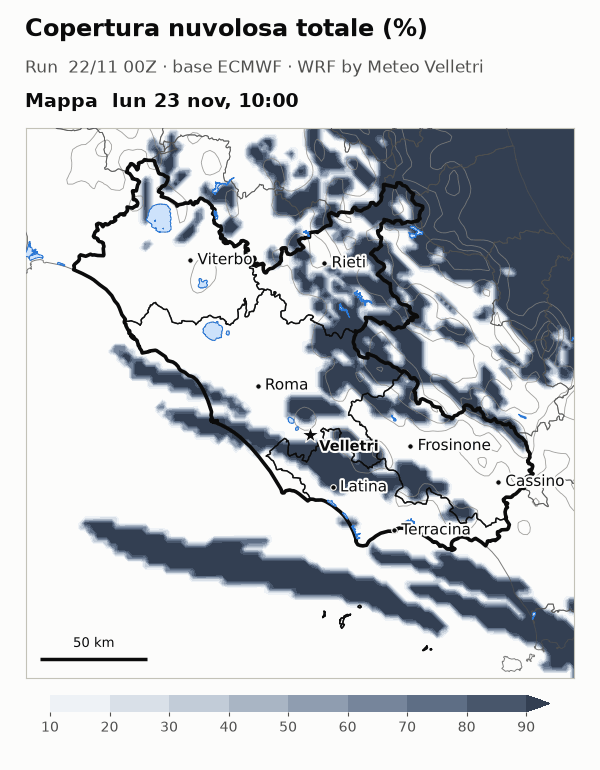 Copertura nuvolosa totale (%)
Run 22/11 00Z · base ECMWF · WRF by Meteo Velletri
Mappa lun 23 nov, 10:00
Viterbo
Rieti
Roma
Velletri
Frosinone
Latina
Cassino
Terracina
50 km
10 20 30 40 50 60 70 80 90